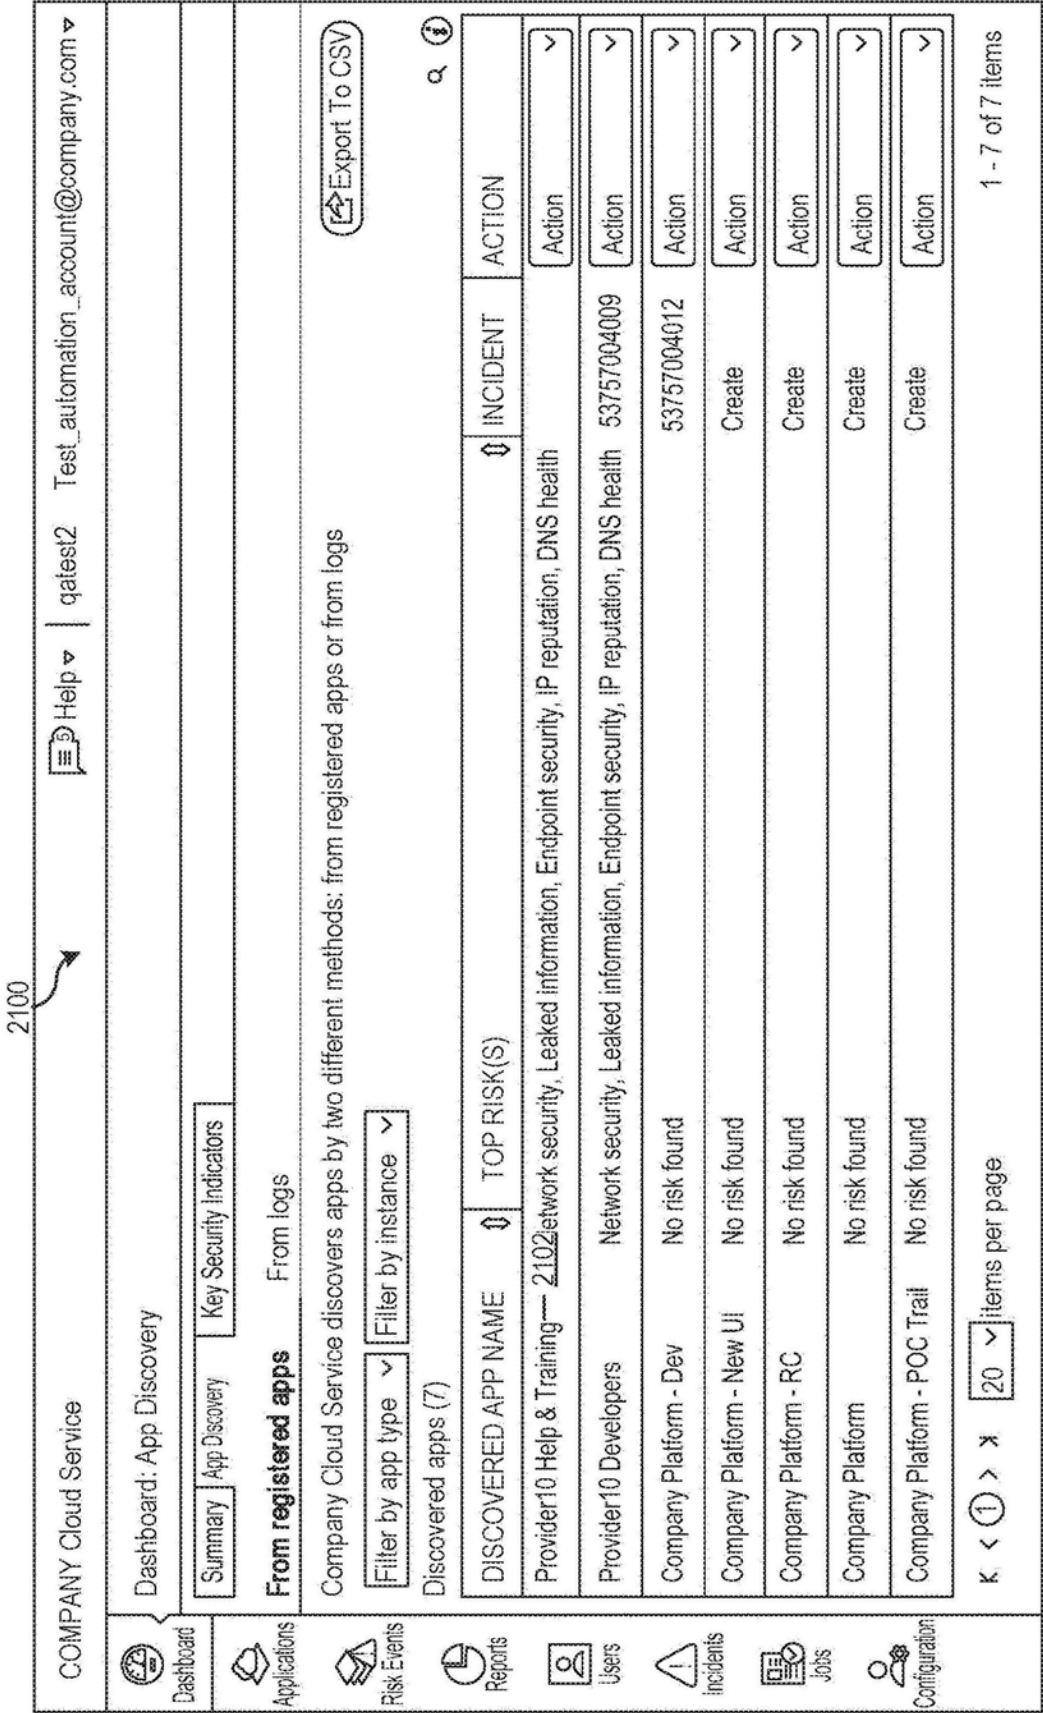 2100
COMPANY Cloud Service Help qatest2 Test_automation_account@company.com
Dashboard: App Discovery
Summary App Discovery Key Security Indicators
From registered apps From logs
Company Cloud Service discovers apps by two different methods: from registered apps or from logs
Filter by app type Filter by instance Export To CSV
Discovered apps (7)
DISCOVERED APP NAME TOP RISK(S) INCIDENT ACTION
Provider10 Help & Training 2102 etwork security, Leaked information, Endpoint security, IP reputation, DNS health Action
Provider10 Developers Network security, Leaked information, Endpoint security, IP reputation, DNS health 53757004009 Action
Company Platform - Dev No risk found 53757004012 Action
Company Platform - New UI No risk found Create Action
Company Platform - RC No risk found Create Action
Company Platform No risk found Create Action
Company Platform - POC Trail No risk found Create Action
K < 1 > 20 items per page 1 - 7 of 7 items
Dashboard
Applications
Risk Events
Reports
Users
Incidents
Jobs
Configuration